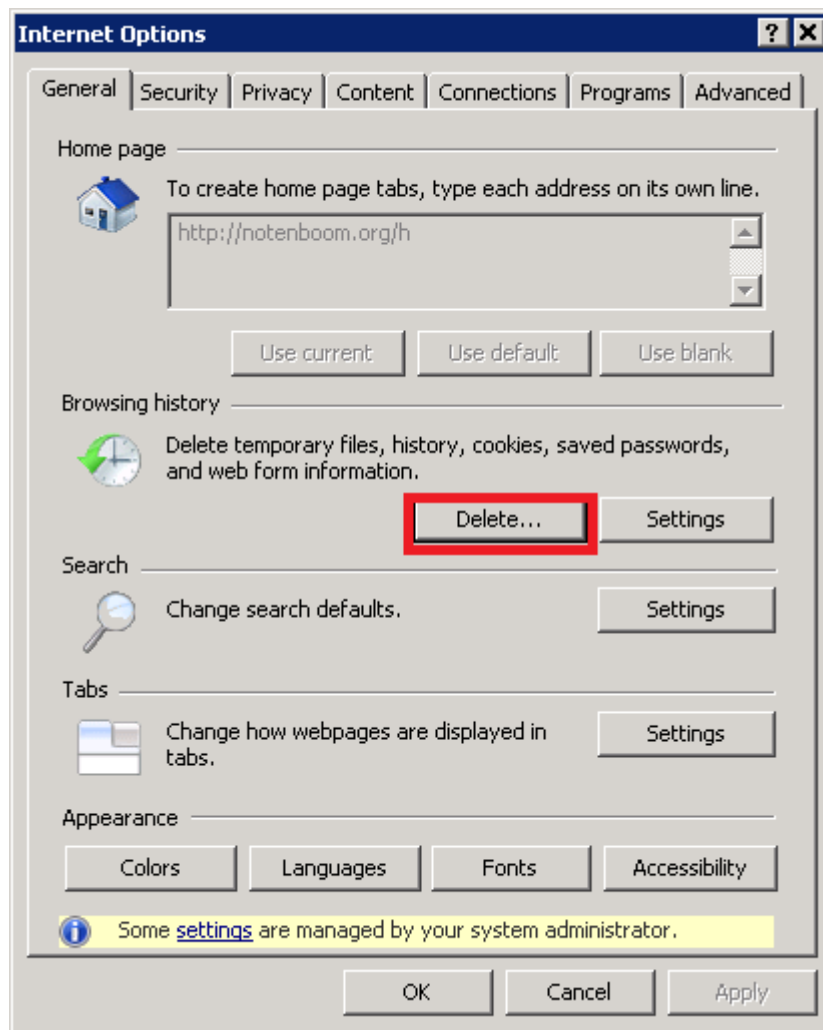 Internet Options
General Security Privacy Content Connections Programs Advanced
Home page
To create home page tabs, type each address on its own line.
http://notenboom.org/h
Use current Use default Use blank
Browsing history
Delete temporary files, history, cookies, saved passwords,
and web form information.
Delete... Settings
Search
Change search defaults. Settings
Tabs
Change how webpages are displayed in
tabs.
Settings
Appearance
Colors Languages Fonts Accessibility
Some settings are managed by your system administrator.
OK Cancel Apply